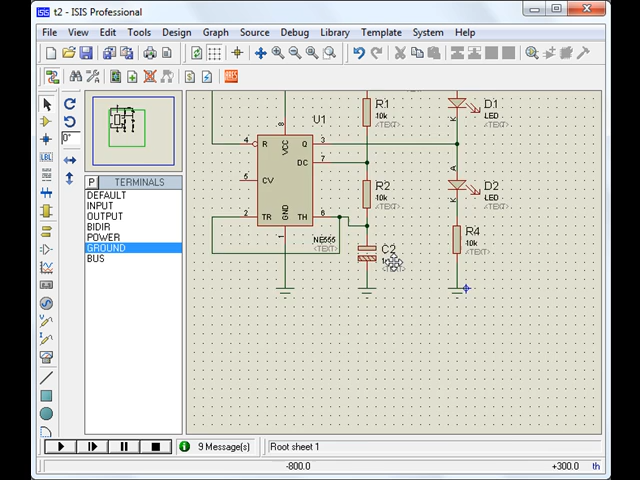 t2 - ISIS Professional
File View Edit Tools Design Graph Source Debug Library Template System Help
ARES
0°
LBL
P TERMINALS
DEFAULT
INPUT
OUTPUT
BIDIR
POWER
GROUND
BUS
U1
R1
10k
<TEXT>
D1
LED
<TEXT>
K
8
VCC
4 R
Q 3
DC 7
5 CV
2 TR
GND
TH 6
1
NE555
<TEXT>
R2
10k
<TEXT>
A
D2
LED
<TEXT>
K
R4
10k
<TEXT>
C2
<TEXT>
9 Message(s)
Root sheet 1
-800.0
+300.0
th